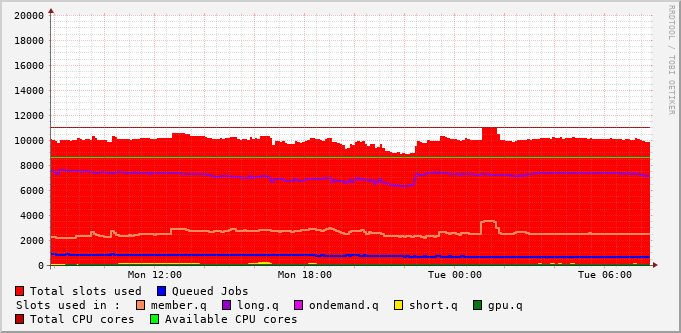 20000
18000
16000
14000
12000
10000
8000
6000
4000
2000
0
Mon 12:00 Mon 18:00 Tue 00:00 Tue 06:00
Total slots used Queued Jobs
Slots used in : member.q long.q ondemand.q short.q gpu.q
Total CPU cores Available CPU cores
RRDTOOL / TOBI OETIKER